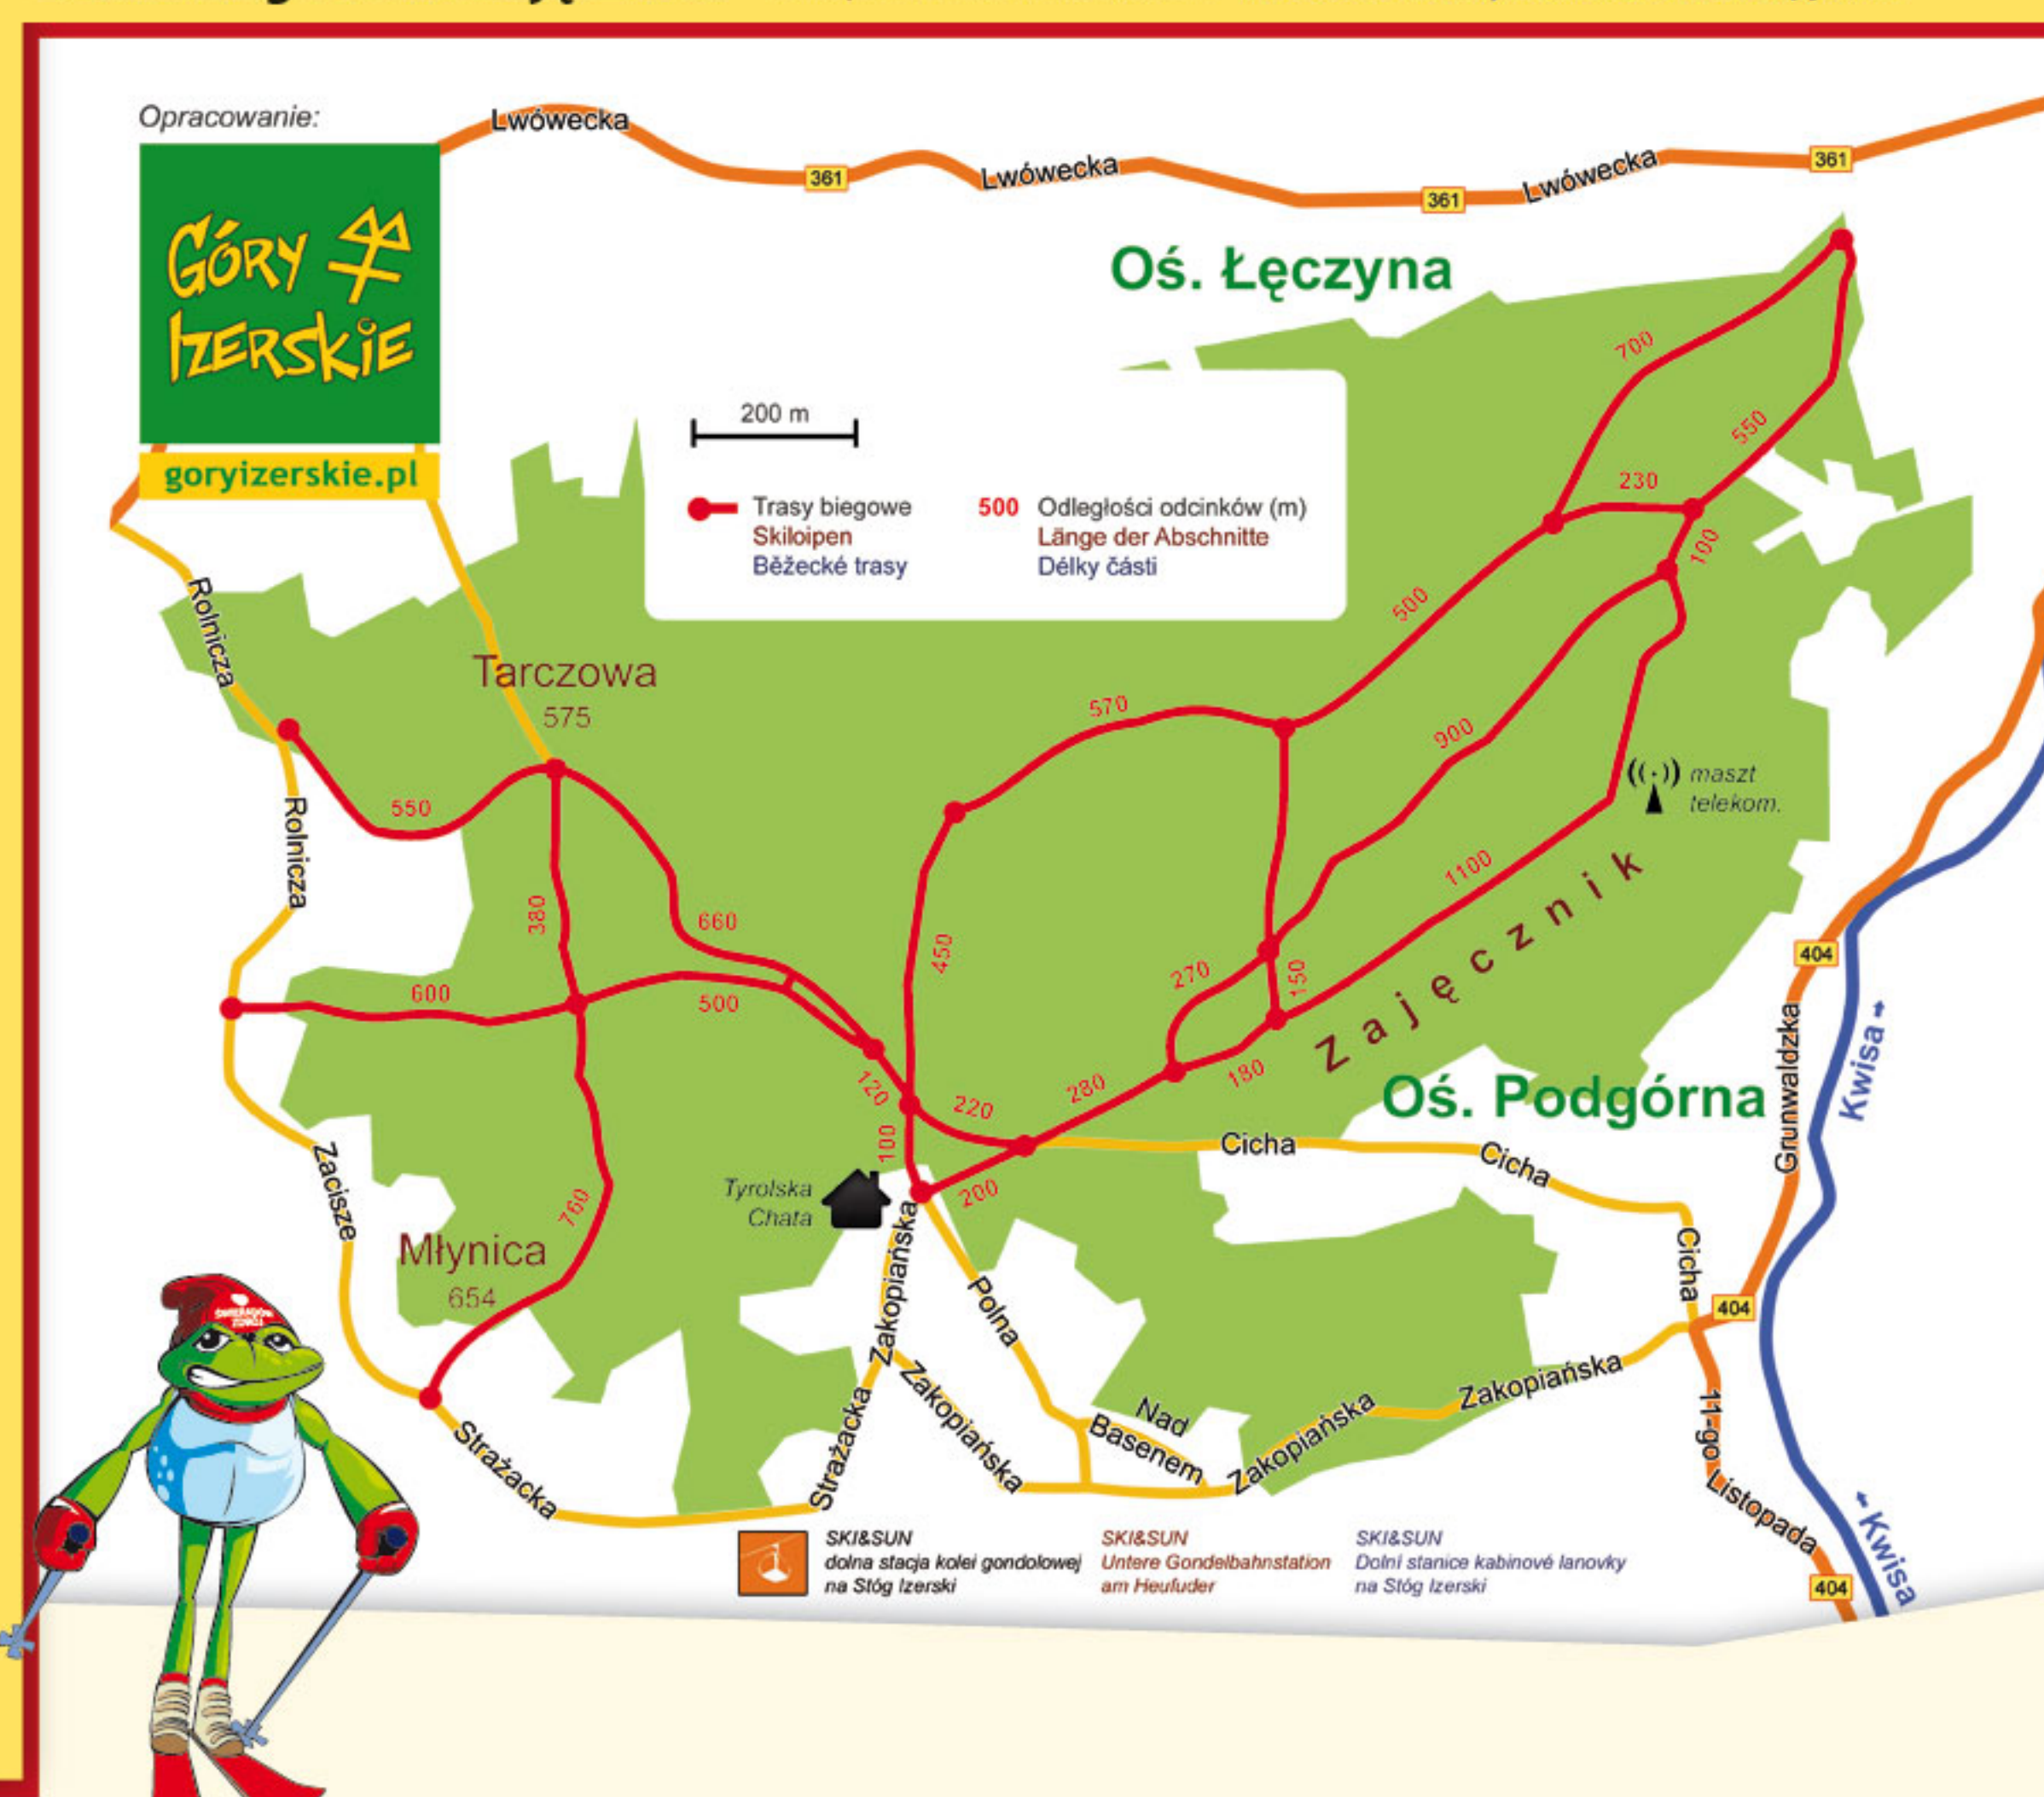 Opracowanie:
GÓRY
IZERSKIE
goryizerskie.pl
Lwówecka
361
Lwówecka
361
Lwówecka
361
Oś. Łęczyna
200 m
Trasy biegowe
Skiloipen
Běžecké trasy
500
Odległości odcinków (m)
Länge der Abschnitte
Délky části
700
550
230
100
500
570
900
1100
maszt
telekom.
Rolnicza
Tarczowa
575
Rolnicza
550
380
660
450
600
500
270
150
180
Zajęcznik
280
120
220
100
200
Oś. Podgórna
404
Grunwaldzka
Kwisa
Cicha
Cicha
Cicha
Zacisze
760
Młynica
654
Tyrolska
Chata
Zakopiańska
Polna
404
Strażacka
Strażacka
Zakopiańska
Nad
Basenem
Zakopiańska
Zakopiańska
11-go Listopada
Kwisa
404
ŚWIERADÓW
ZDRÓJ
SKI&SUN
dolna stacja kolei gondolowej
na Stóg Izerski
SKI&SUN
Untere Gondelbahnstation
am Heufuder
SKI&SUN
Dolní stanice kabinové lanovky
na Stóg Izerski